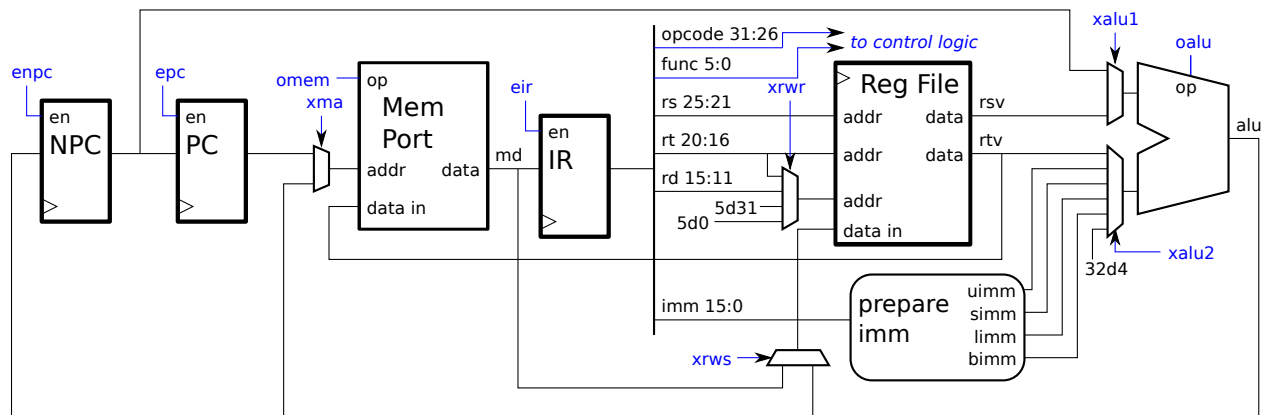 opcode 31:26
to control logic
func 5:0
xalu1
oalu
op
enpc
en
NPC
epc
en
PC
omem
xma
op
Mem
Port
addr
data
data in
md
eir
en
IR
rs 25:21
rt 20:16
rd 15:11
5d31
5d0
xrwr
Reg File
addr
data
rsv
addr
data
rtv
addr
data in
alu
xalu2
32d4
imm 15:0
prepare
imm
uimm
simm
limm
bimm
xrws